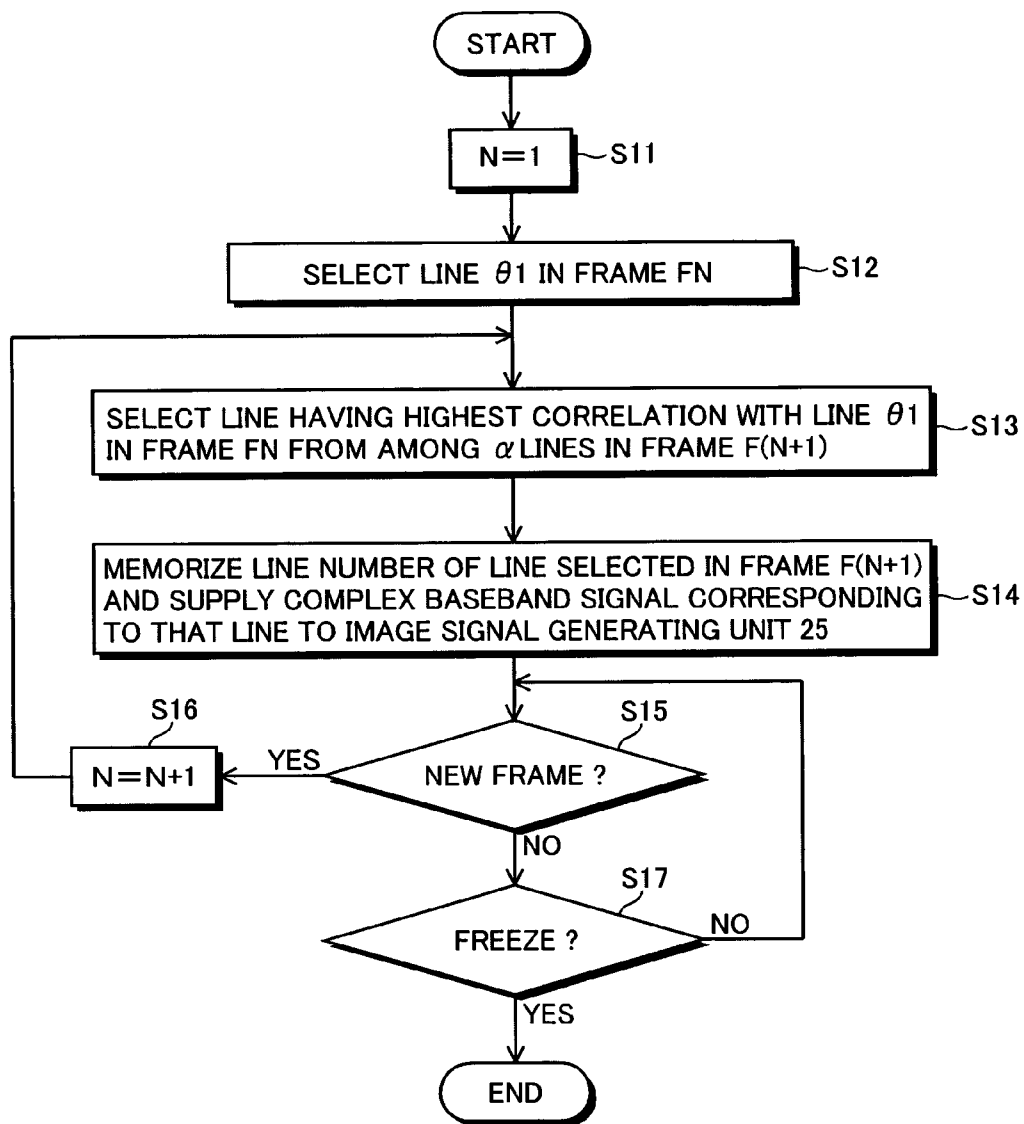 START
N=1
S11
SELECT LINE θ1 IN FRAME FN
S12
SELECT LINE HAVING HIGHEST CORRELATION WITH LINE θ1
IN FRAME FN FROM AMONG α LINES IN FRAME F(N+1)
S13
MEMORIZE LINE NUMBER OF LINE SELECTED IN FRAME F(N+1)
AND SUPPLY COMPLEX BASEBAND SIGNAL CORRESPONDING
TO THAT LINE TO IMAGE SIGNAL GENERATING UNIT 25
S14
S16
N=N+1
YES
S15
NEW FRAME ?
NO
S17
FREEZE ?
NO
YES
END